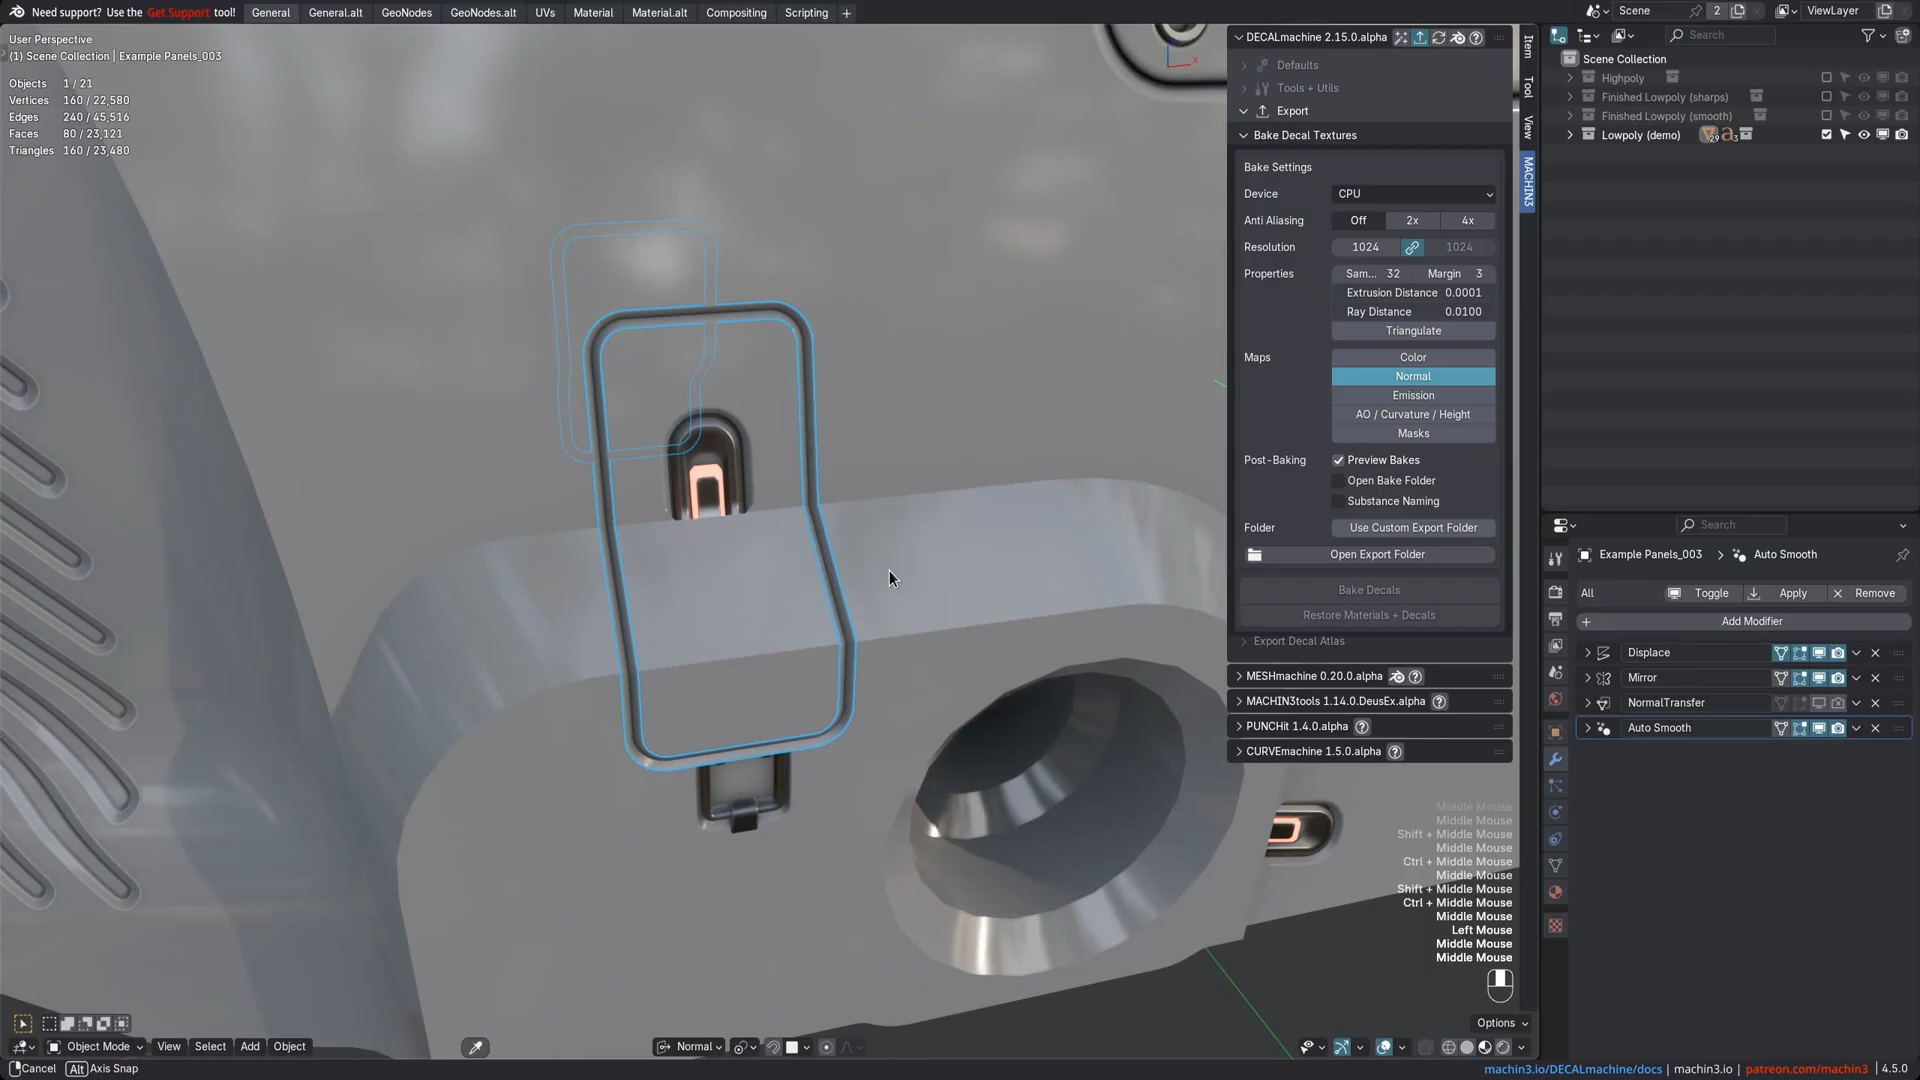 Need support? Use the Get Support tool!
General
General.alt
GeoNodes
GeoNodes.alt
UVs
Material
Material.alt
Compositing
Scripting
+
Scene
2
ViewLayer
User Perspective
(1) Scene Collection | Example Panels_003
Objects 1 / 21
Vertices 160 / 22,580
Edges 240 / 45,516
Faces 80 / 23,121
Triangles 160 / 23,480
X
DECALmachine 2.15.0.alpha
Defaults
Tools + Utils
Export
Bake Decal Textures
Bake Settings
Device CPU
Anti Aliasing Off 2x 4x
Resolution 1024 1024
Properties Sam... 32 Margin 3
Extrusion Distance 0.0001
Ray Distance 0.0100
Triangulate
Maps Color
Normal
Emission
AO / Curvature / Height
Masks
Post-Baking Preview Bakes
Open Bake Folder
Substance Naming
Folder Use Custom Export Folder
Open Export Folder
Bake Decals
Restore Materials + Decals
Export Decal Atlas
MESHmachine 0.20.0.alpha
MACHIN3tools 1.14.0.DeusEx.alpha
PUNCHit 1.4.0.alpha
CURVEmachine 1.5.0.alpha
Item
Tool
View
MACHIN3
Middle Mouse
Middle Mouse
Shift + Middle Mouse
Middle Mouse
Ctrl + Middle Mouse
Middle Mouse
Shift + Middle Mouse
Ctrl + Middle Mouse
Middle Mouse
Left Mouse
Middle Mouse
Middle Mouse
Options
Search
Scene Collection
Highpoly
Finished Lowpoly (sharps)
Finished Lowpoly (smooth)
Lowpoly (demo) 29 3
Search
Example Panels_003 > Auto Smooth
All Toggle Apply Remove
Add Modifier
Displace
Mirror
NormalTransfer
Auto Smooth
Object Mode
View
Select
Add
Object
Normal
Cancel
Alt Axis Snap
machin3.io/DECALmachine/docs | machin3.io | patreon.com/machin3 | 4.5.0